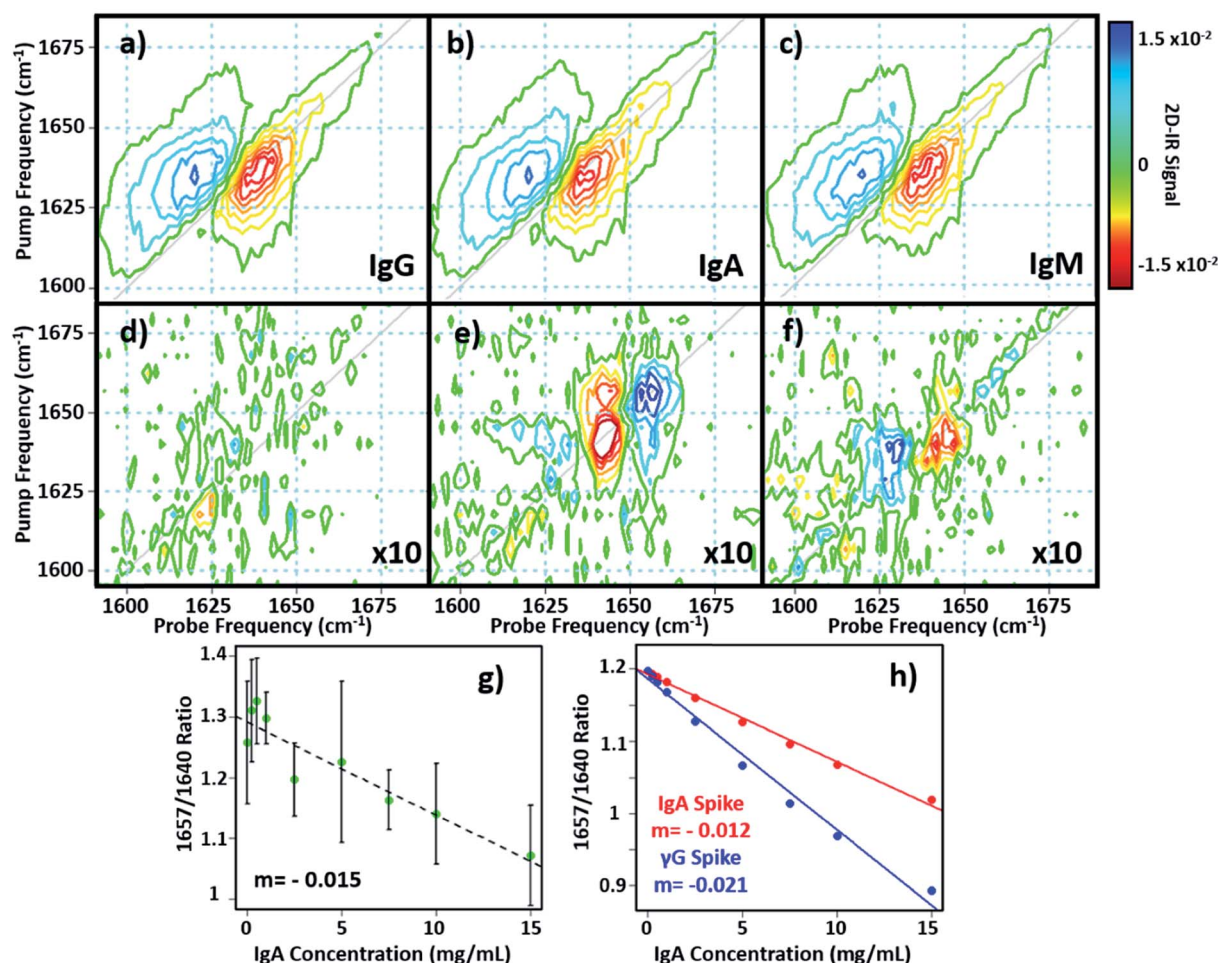 a)
b)
c)
IgG
IgA
IgM
Pump Frequency (cm-1)
1675
1650
1625
1600
1.5 x10-2
0
-1.5 x10-2
2D-IR Signal
d)
e)
f)
x10
x10
x10
Pump Frequency (cm-1)
1675
1650
1625
1600
1600 1625 1650 1675
1600 1625 1650 1675
1600 1625 1650 1675
Probe Frequency (cm-1)
Probe Frequency (cm-1)
Probe Frequency (cm-1)
g)
1657/1640 Ratio
1.4
1.3
1.2
1.1
1
m= - 0.015
0 5 10 15
IgA Concentration (mg/mL)
h)
1657/1640 Ratio
1.2
1.1
1
0.9
IgA Spike
m= - 0.012
γG Spike
m= -0.021
0 5 10 15
IgA Concentration (mg/mL)